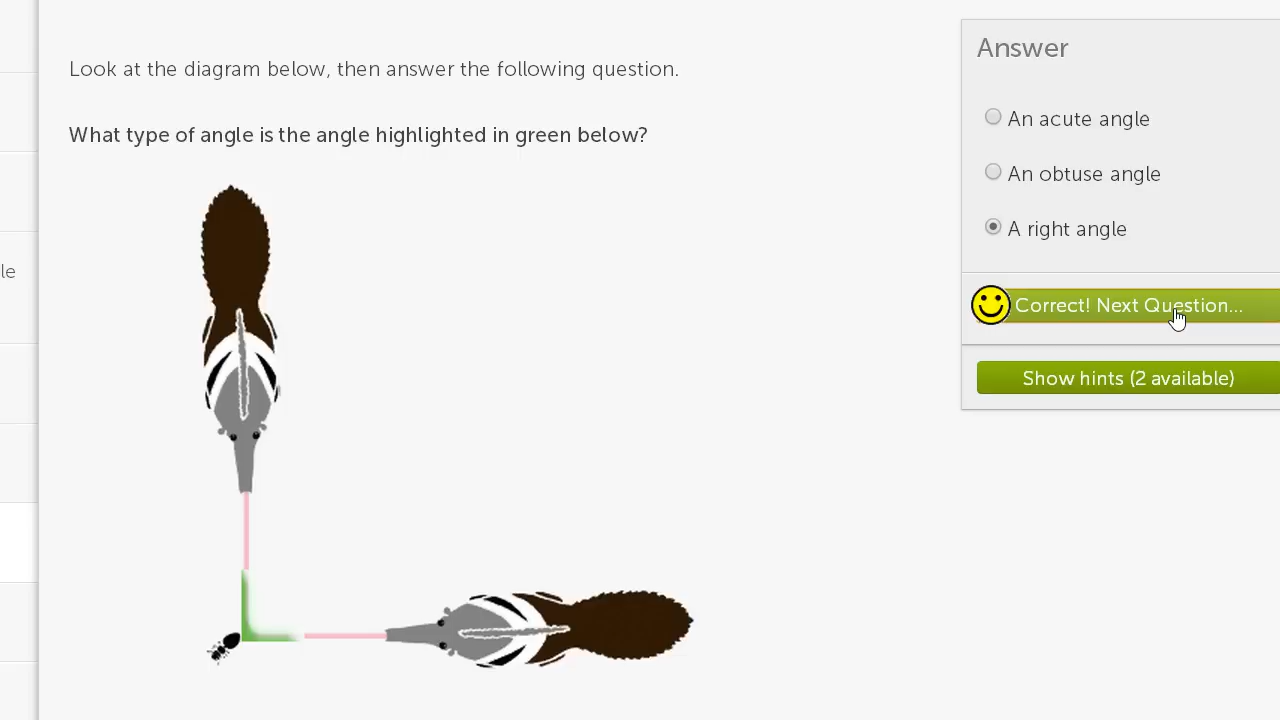 Look at the diagram below, then answer the following question.
What type of angle is the angle highlighted in green below?
le
Answer
An acute angle
An obtuse angle
A right angle
Correct! Next Question...
Show hints (2 available)